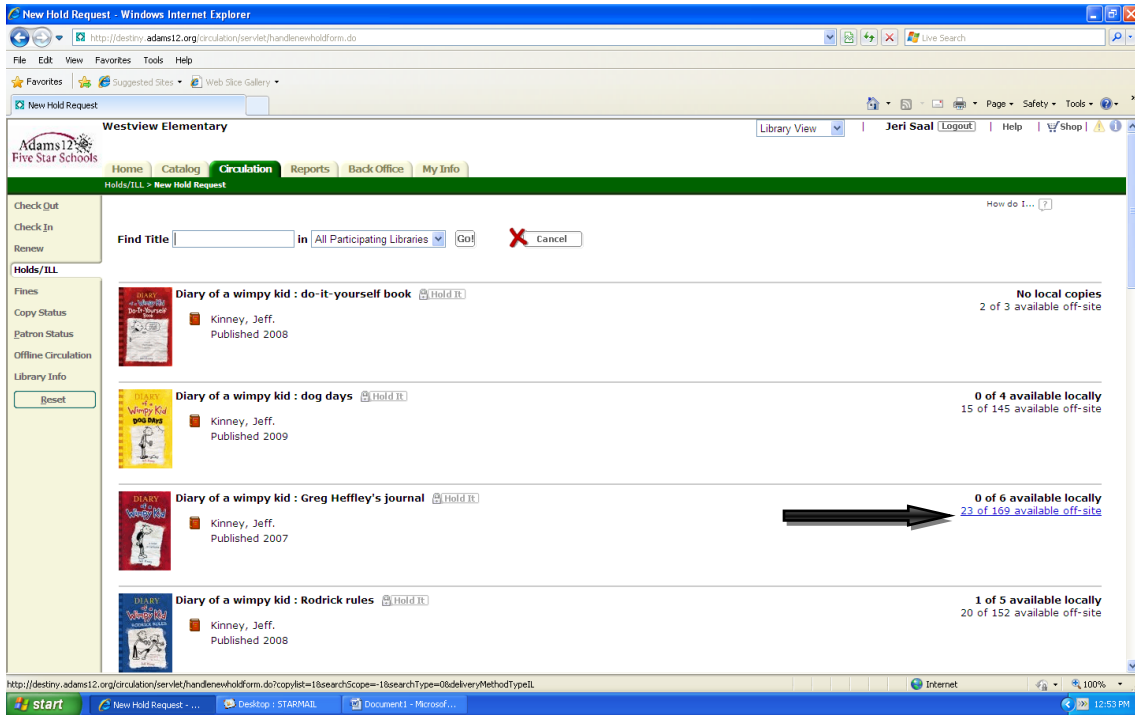 New Hold Request - Windows Internet Explorer
http://destiny.adams12.org/circulation/servlet/handlenewholdform.do
Live Search
File Edit View Favorites Tools Help
Favorites Suggested Sites Web Slice Gallery
New Hold Request
Page Safety Tools
Adams12
Five Star Schools
Westview Elementary
Library View | Jeri Saal Logout | Help | Shop |
Home Catalog Circulation Reports Back Office My Info
Holds/ILL > New Hold Request
How do I... ?
Check Out
Check In
Renew
Holds/ILL
Fines
Copy Status
Patron Status
Offline Circulation
Library Info
Reset
Find Title in All Participating Libraries Go! Cancel
Diary of a wimpy kid : do-it-yourself book Hold It
Kinney, Jeff.
Published 2008
No local copies
2 of 3 available off-site
Diary of a wimpy kid : dog days Hold It
Kinney, Jeff.
Published 2009
0 of 4 available locally
15 of 145 available off-site
Diary of a wimpy kid : Greg Heffley's journal Hold It
Kinney, Jeff.
Published 2007
0 of 6 available locally
23 of 169 available off-site
Diary of a wimpy kid : Rodrick rules Hold It
Kinney, Jeff.
Published 2008
1 of 5 available locally
20 of 152 available off-site
http://destiny.adams12.org/circulation/servlet/handlenewholdform.do?copylist=1&searchScope=-1&searchType=0&deliveryMethodTypeIL
Internet 100%
start New Hold Request - ... Desktop : STARMAIL Document1 - Microsof... 12:53 PM